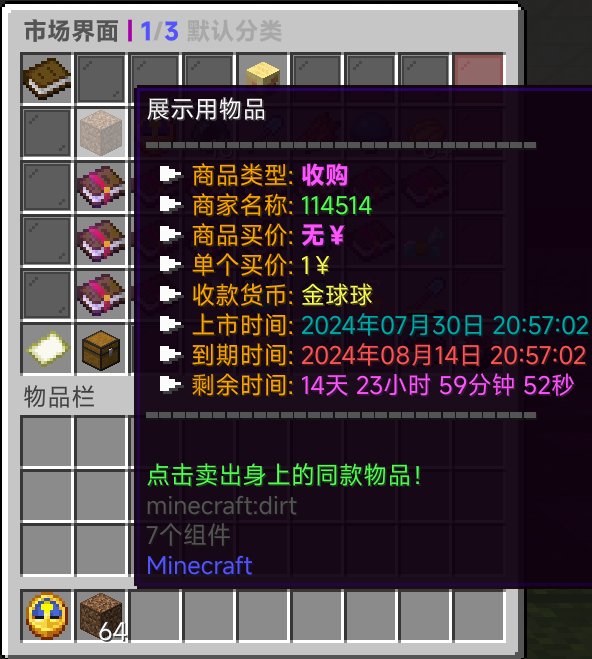 市场界面 | 1/3 默认分类
展示用物品
商品类型: 收购
商家名称: 114514
商品买价: 无¥
单个买价: 1¥
收款货币: 金球球
上市时间: 2024年07月30日 20:57:02
到期时间: 2024年08月14日 20:57:02
剩余时间: 14天 23小时 59分钟 52秒
物品栏
点击卖出身上的同款物品!
minecraft:dirt
7个组件
Minecraft
64